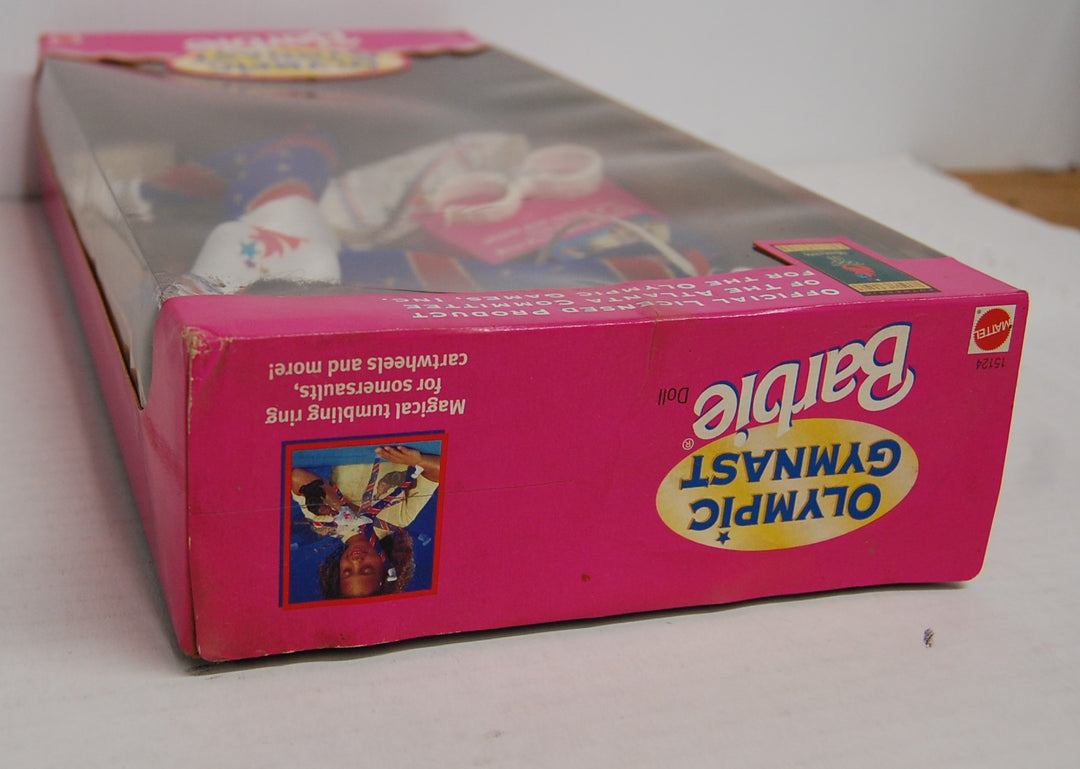 OLYMPIC
GYMNAST
Barbie®
Doll
15124
MATTEL
Magical tumbling ring
for somersaults,
cartwheels and more!
OFFICIAL LICENSED PRODUCT
OF THE ATLANTA COMMITTEE
FOR THE OLYMPIC GAMES, INC.
Barbie